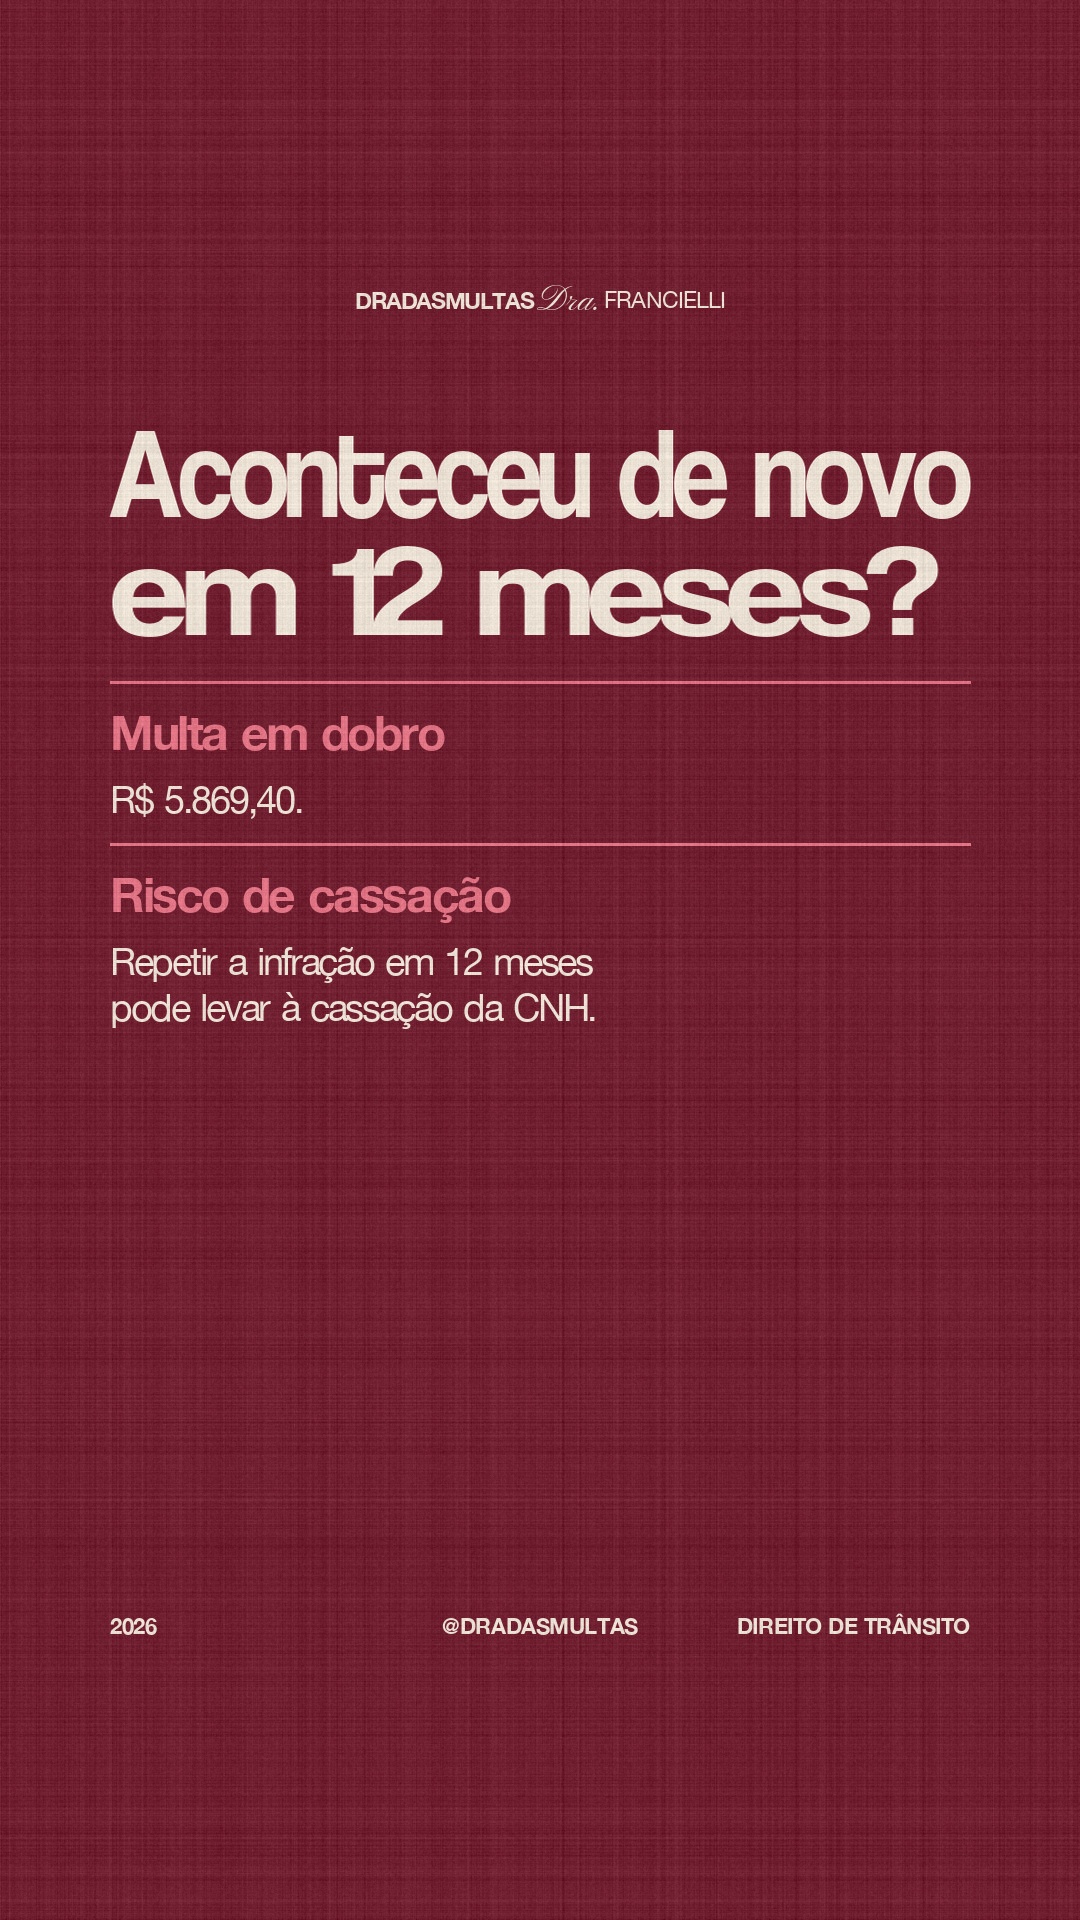 DRADASMULTAS Dra. FRANCIELLI
Aconteceu de novo
em 12 meses?
Multa em dobro
R$ 5.869,40.
Risco de cassação
Repetir a infração em 12 meses
pode levar à cassação da CNH.
2026 @DRADASMULTAS DIREITO DE TRÂNSITO